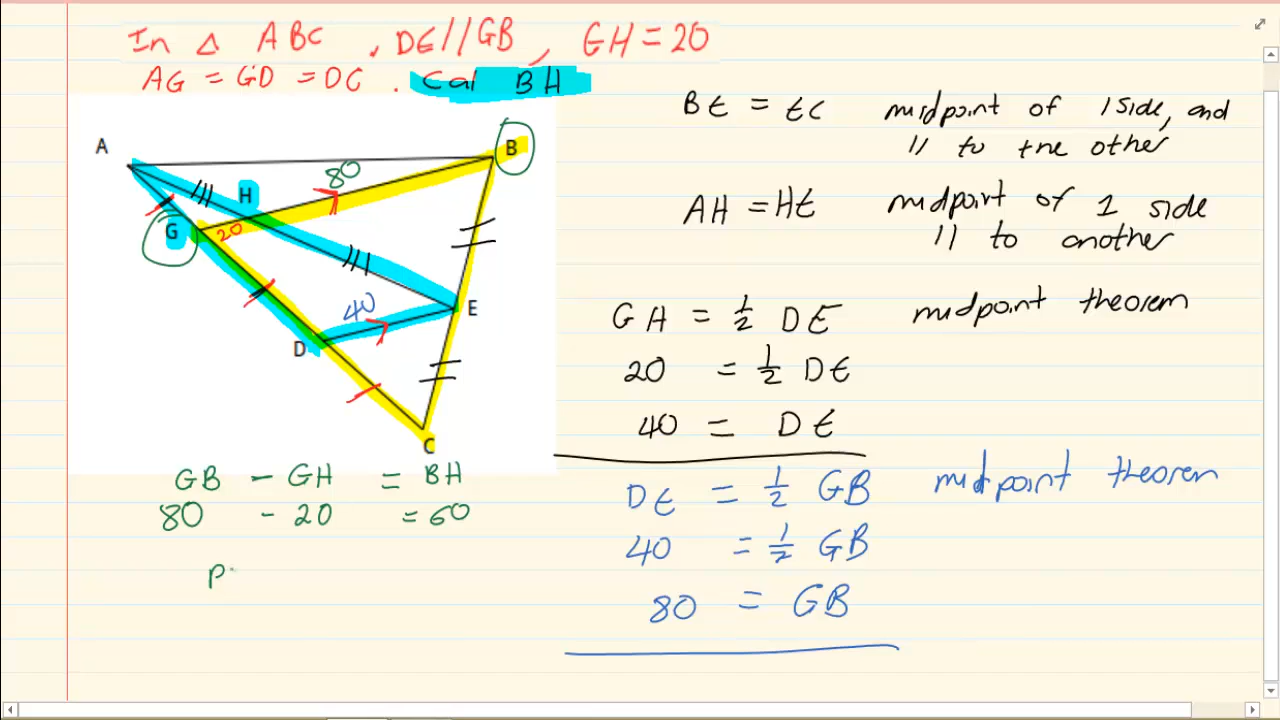 In △ ABC , DE//GB , GH = 20
AG = GD = DC . Cal BH
A
B
80
H
G
20
40
E
D
C
GB - GH = BH
80 - 20 = 60
P
BE = EC midpoint of 1 side, and
// to the other
AH = HE midpoint of 1 side
// to another
GH = 1/2 DE midpoint theorem
20 = 1/2 DE
40 = DE
DE = 1/2 GB midpoint theorem
40 = 1/2 GB
80 = GB